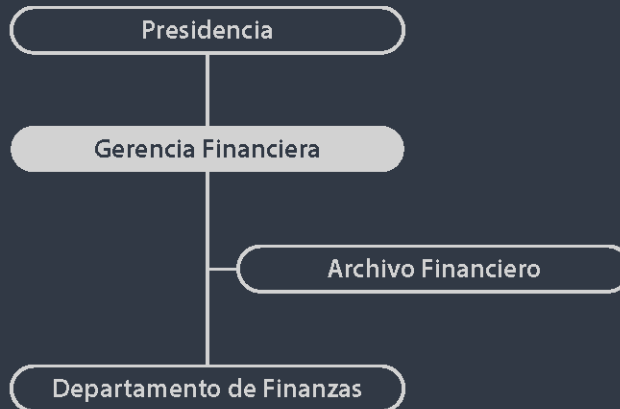 Presidencia
Gerencia Financiera
Archivo Financiero
Departamento de Finanzas